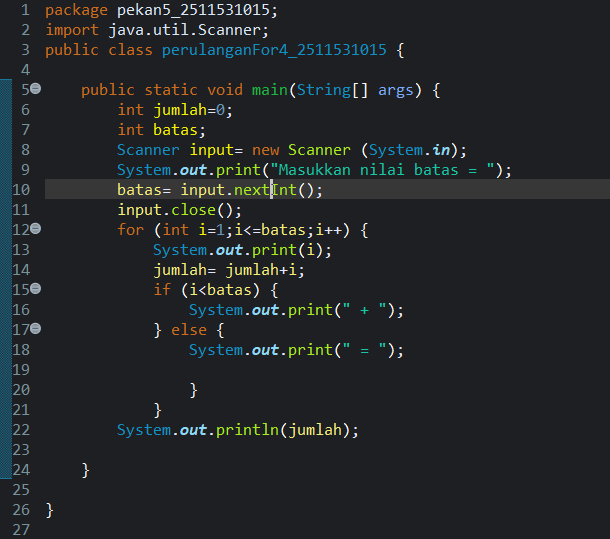 1 package pekan5_2511531015;
2 import java.util.Scanner;
3 public class perulanganFor4_2511531015 {
4
5     public static void main(String[] args) {
6         int jumlah=0;
7         int batas;
8         Scanner input= new Scanner (System.in);
9         System.out.print("Masukkan nilai batas = ");
10         batas= input.nextInt();
11         input.close();
12         for (int i=1;i<=batas;i++) {
13             System.out.print(i);
14             jumlah= jumlah+i;
15             if (i<batas) {
16                 System.out.print(" + ");
17             } else {
18                 System.out.print(" = ");
19
20                 }
21             }
22         System.out.println(jumlah);
23
24     }
25
26 }
27